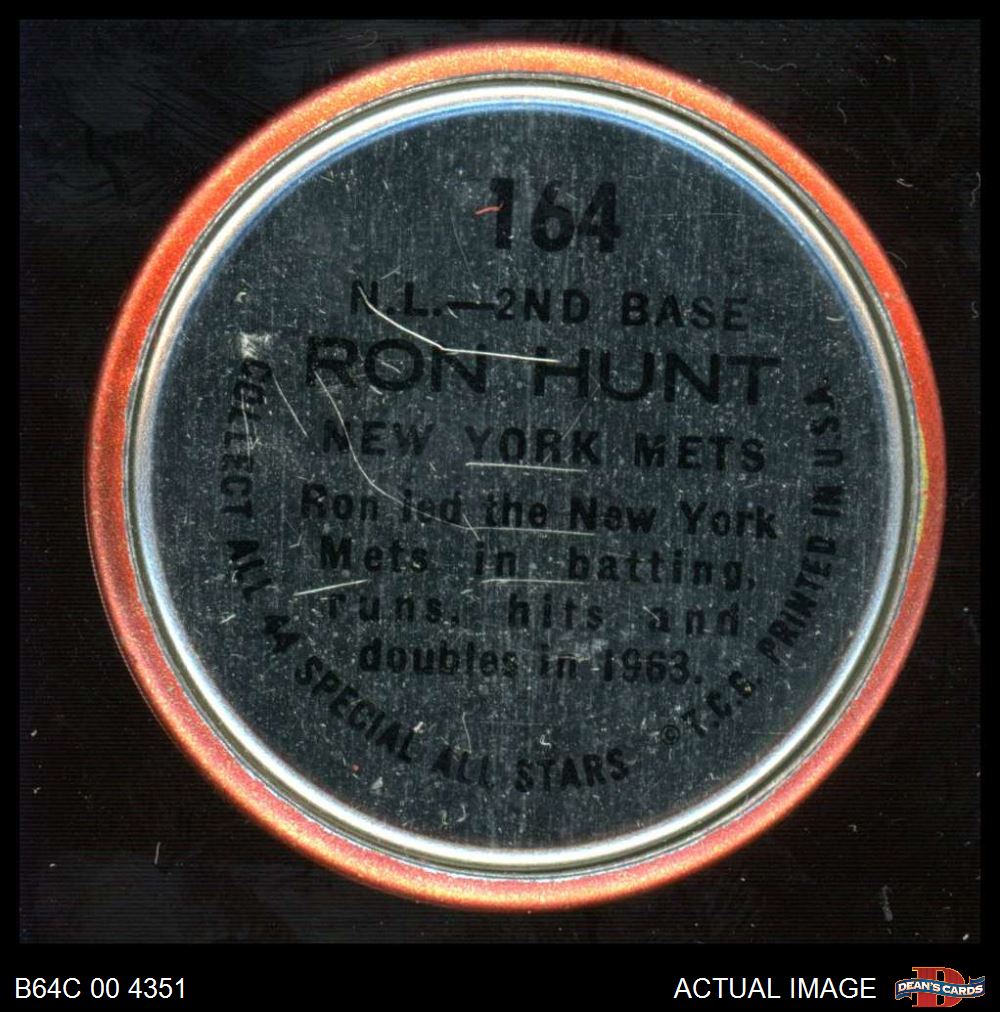 164
N.L.—2ND BASE
RON HUNT
NEW YORK METS
Ron led the New York
Mets in batting,
runs, hits and
doubles in 1963.
COLLECT ALL 44 SPECIAL ALL STARS © T.C.G. PRINTED IN U.S.A.
B64C 00 4351
ACTUAL IMAGE
D
DEAN'S CARDS